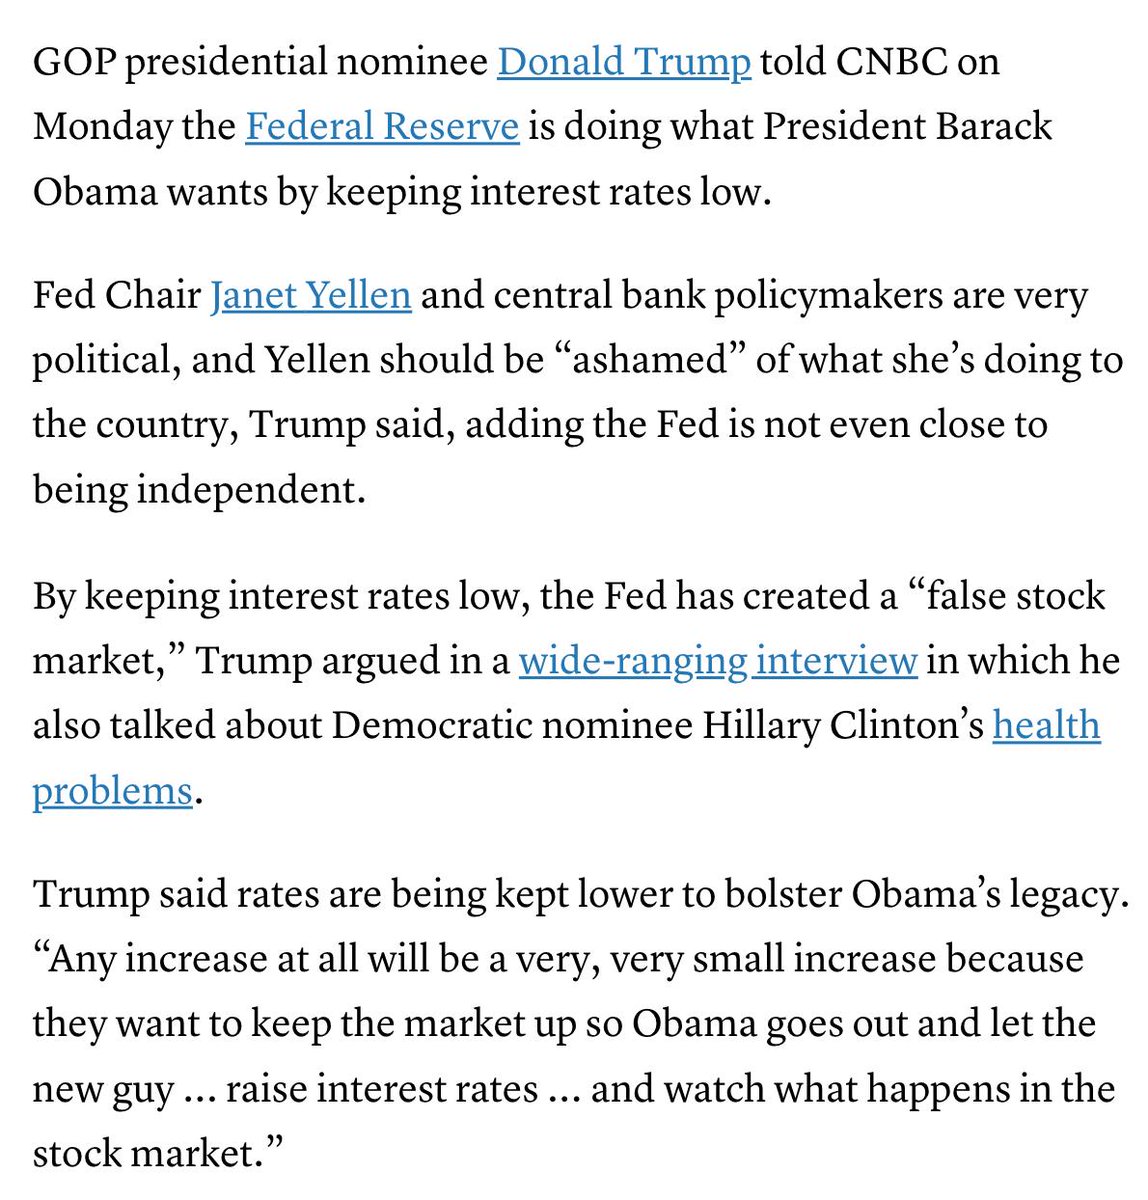 GOP presidential nominee Donald Trump told CNBC on
Monday the Federal Reserve is doing what President Barack
Obama wants by keeping interest rates low.
Fed Chair Janet Yellen and central bank policymakers are very
political, and Yellen should be “ashamed” of what she’s doing to
the country, Trump said, adding the Fed is not even close to
being independent.
By keeping interest rates low, the Fed has created a “false stock
market,” Trump argued in a wide-ranging interview in which he
also talked about Democratic nominee Hillary Clinton’s health
problems.
Trump said rates are being kept lower to bolster Obama’s legacy.
“Any increase at all will be a very, very small increase because
they want to keep the market up so Obama goes out and let the
new guy ... raise interest rates ... and watch what happens in the
stock market.”